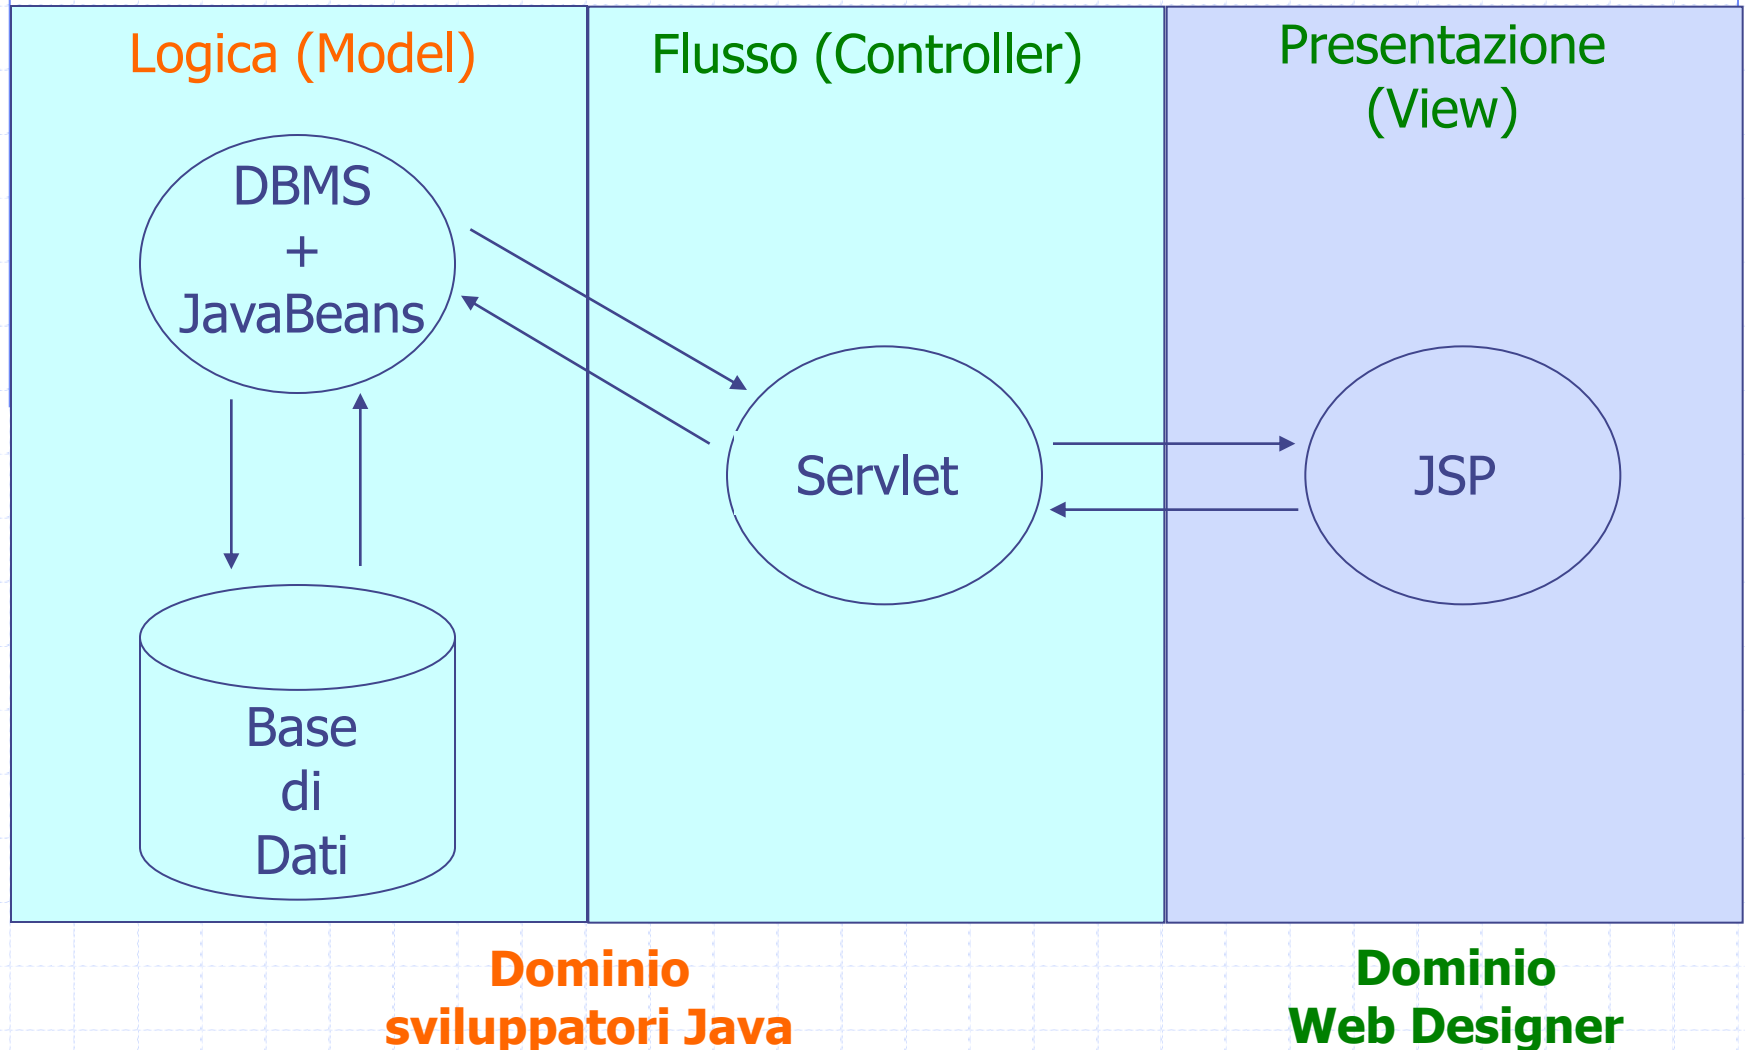 Logica (Model)
Flusso (Controller)
Presentazione
(View)
DBMS
+
JavaBeans
Servlet
JSP
Base
di
Dati
Dominio
sviluppatori Java
Dominio
Web Designer